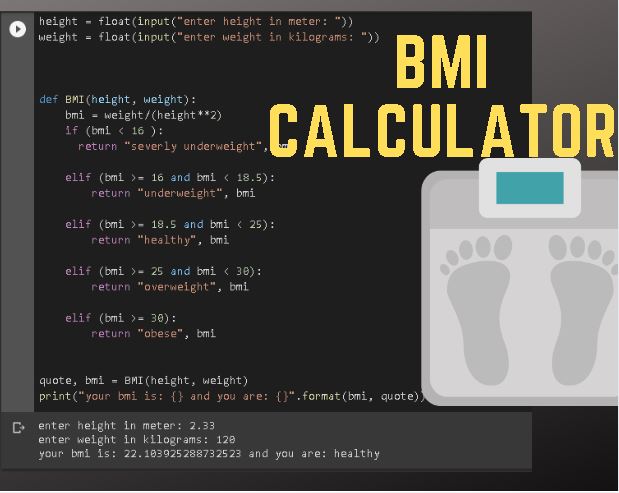 height = float(input("enter height in meter: "))
weight = float(input("enter weight in kilograms: "))
BMI
CALCULATOR
def BMI(height, weight):
bmi = weight/(height**2)
if (bmi < 16 ):
return "severly underweight",
elif (bmi >= 16 and bmi < 18.5):
return "underweight", bmi
elif (bmi >= 18.5 and bmi < 25):
return "healthy", bmi
elif (bmi >= 25 and bmi < 30):
return "overweight", bmi
elif (bmi >= 30):
return "obese", bmi
quote, bmi = BMI(height, weight)
print("your bmi is: {} and you are: {}".format(bmi, quote))
enter height in meter: 2.33
enter weight in kilograms: 120
your bmi is: 22.103925288732523 and you are: healthy